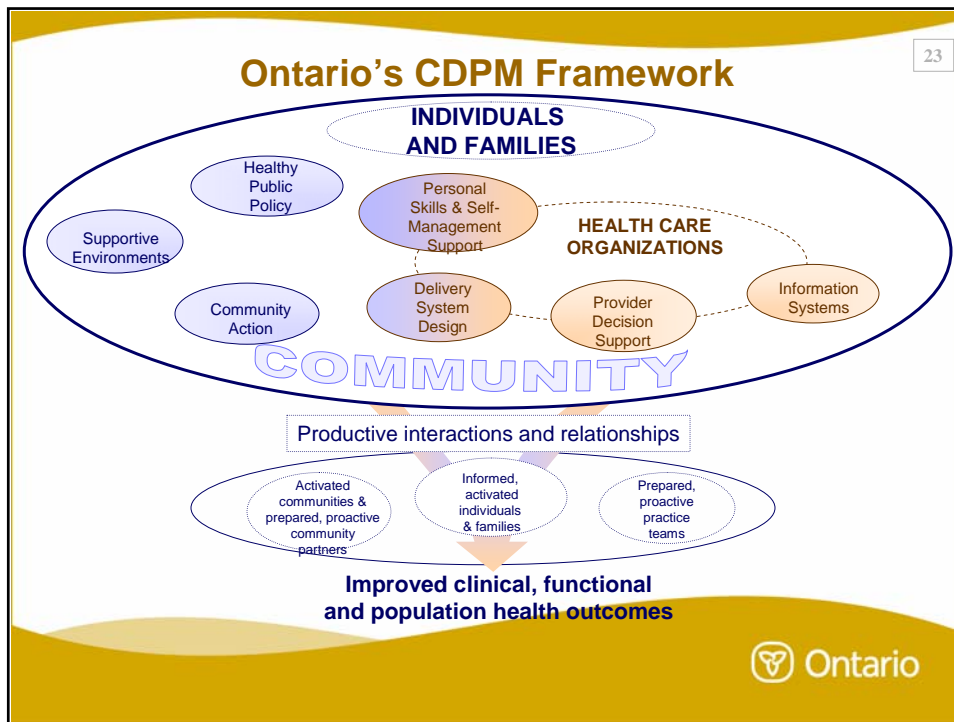 23
Ontario’s CDPM Framework
INDIVIDUALS
AND FAMILIES
Healthy
Public
Policy
Personal
Skills & Self-
Management
Support
HEALTH CARE
ORGANIZATIONS
Supportive
Environments
Community
Action
Delivery
System
Design
Provider
Decision
Support
Information
Systems
COMMUNITY
Productive interactions and relationships
Activated
communities &
prepared, proactive
community
partners
Informed,
activated
individuals
& families
Prepared,
proactive
practice
teams
Improved clinical, functional
and population health outcomes
Ontario